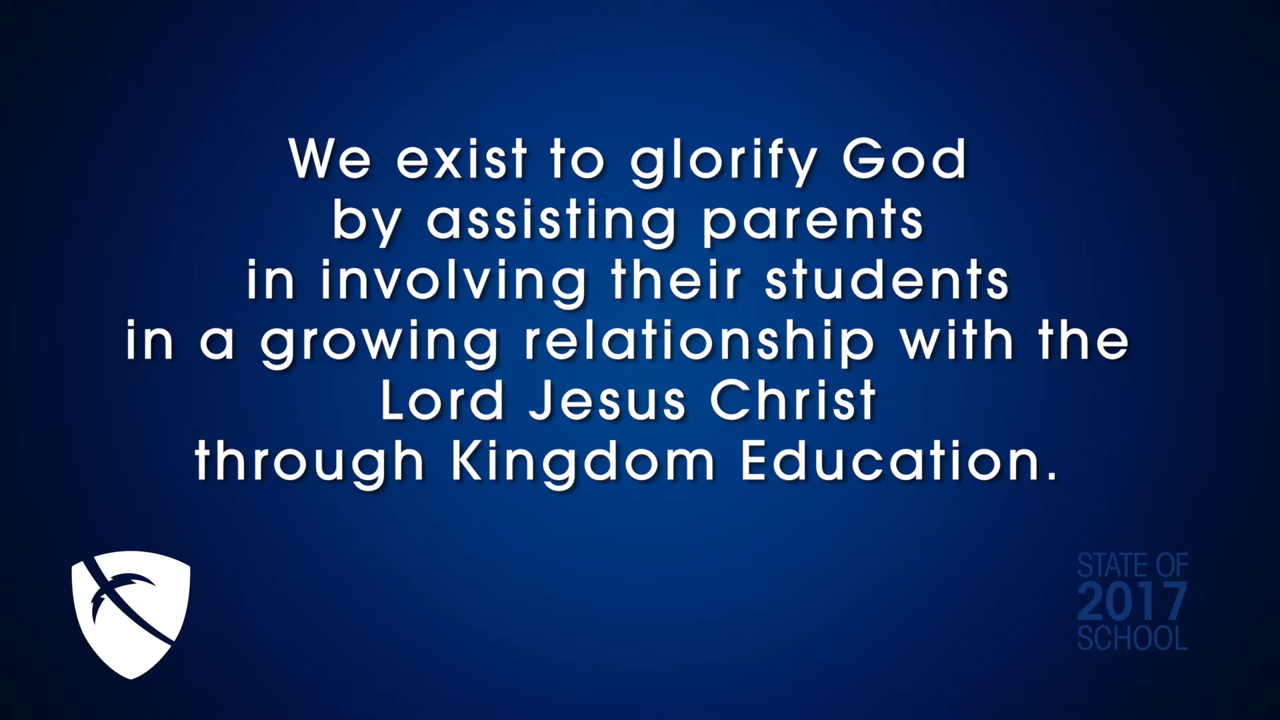 We exist to glorify God
by assisting parents
in involving their students
in a growing relationship with the
Lord Jesus Christ
through Kingdom Education.
STATE OF
2017
SCHOOL